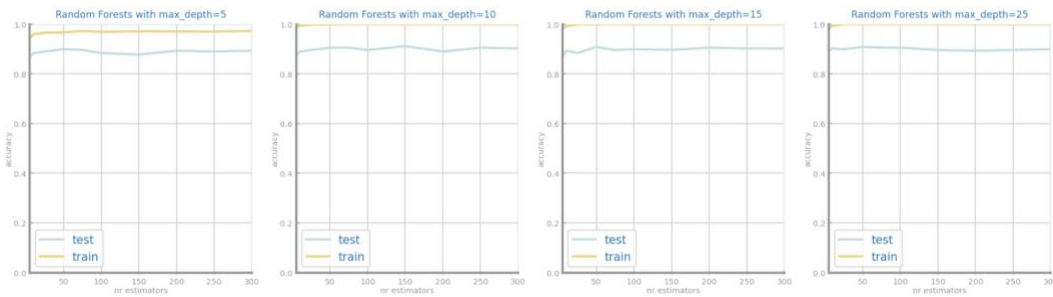 Random Forests with max_depth=5
1.0
0.8
0.6
0.4
0.2
0.0
accuracy
test
train
50 100 150 200 250 300
nr estimators
Random Forests with max_depth=10
1.0
0.8
0.6
0.4
0.2
0.0
accuracy
test
train
50 100 150 200 250 300
nr estimators
Random Forests with max_depth=15
1.0
0.8
0.6
0.4
0.2
0.0
accuracy
test
train
50 100 150 200 250 300
nr estimators
Random Forests with max_depth=25
1.0
0.8
0.6
0.4
0.2
0.0
accuracy
test
train
50 100 150 200 250 300
nr estimators